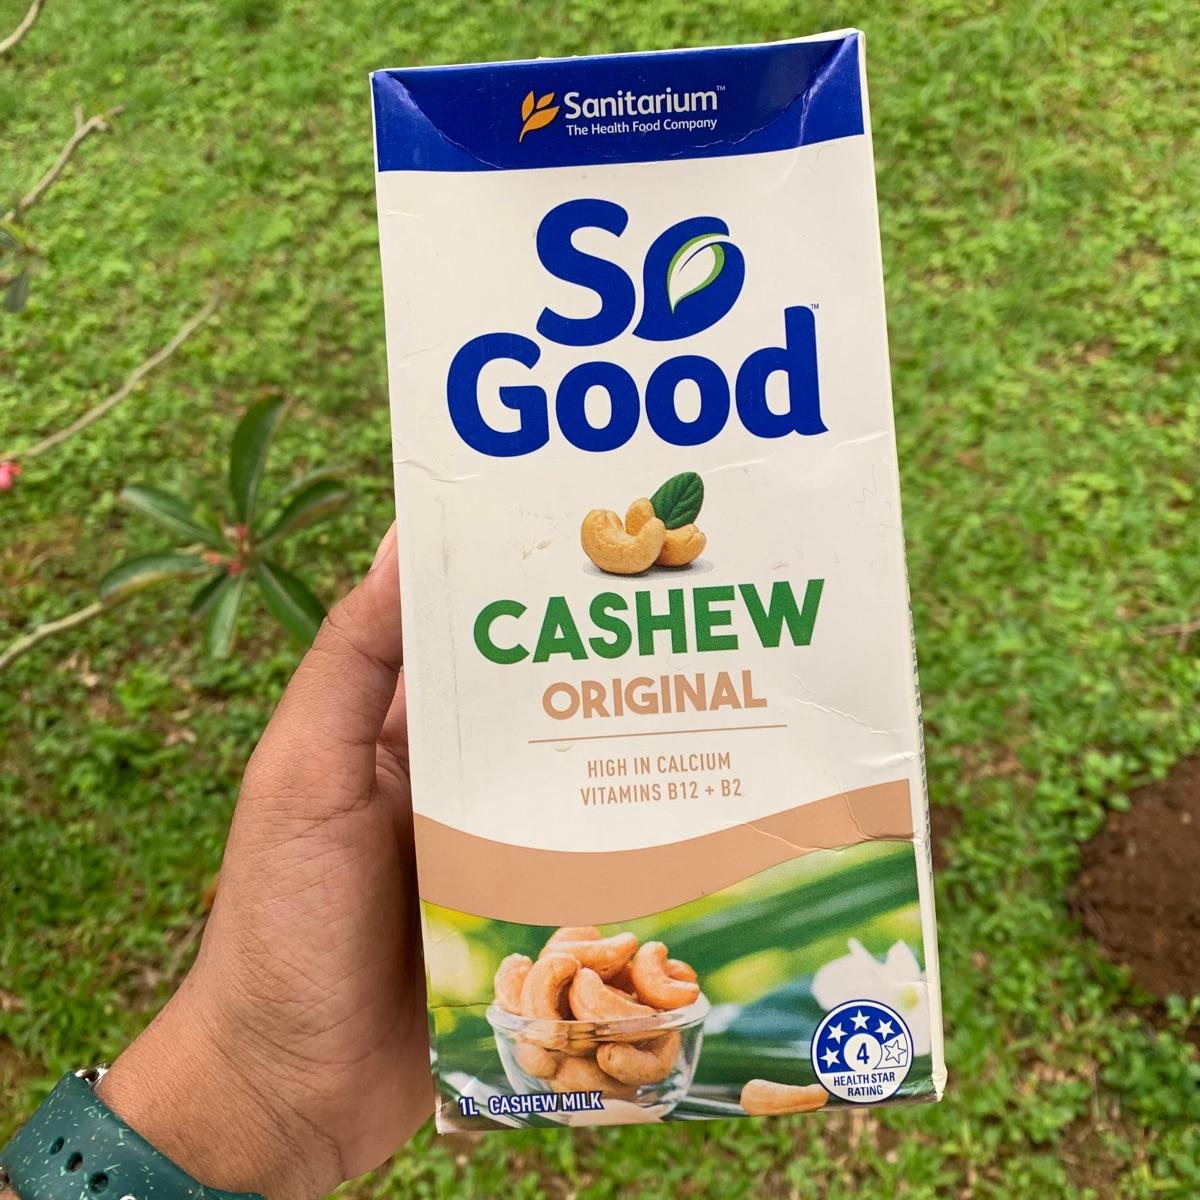 Sanitarium™
The Health Food Company
So
Good™
CASHEW
ORIGINAL
HIGH IN CALCIUM
VITAMINS B12 + B2
4
HEALTH STAR
RATING
1L CASHEW MILK